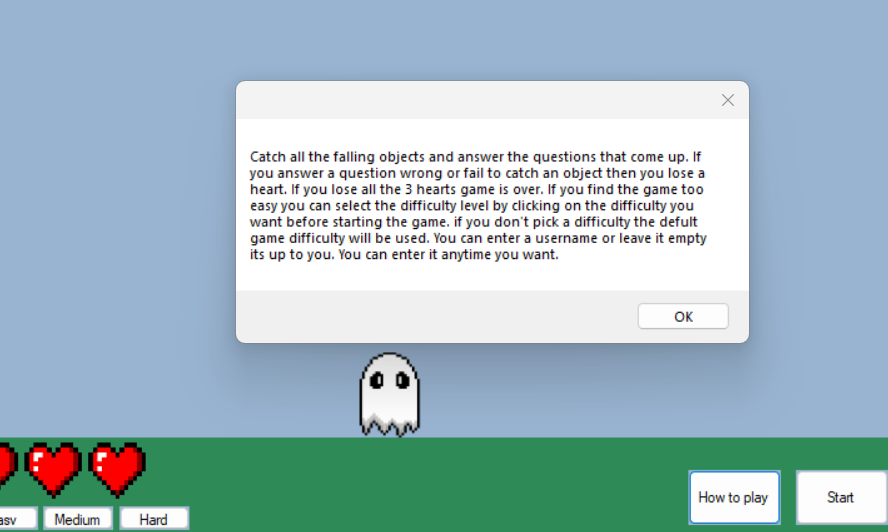 Catch all the falling objects and answer the questions that come up. If
you answer a question wrong or fail to catch an object then you lose a
heart. If you lose all the 3 hearts game is over. If you find the game too
easy you can select the difficulty level by clicking on the difficulty you
want before starting the game. if you don't pick a difficulty the defult
game difficulty will be used. You can enter a username or leave it empty
its up to you. You can enter it anytime you want.
OK
How to play
Start
Medium
Hard